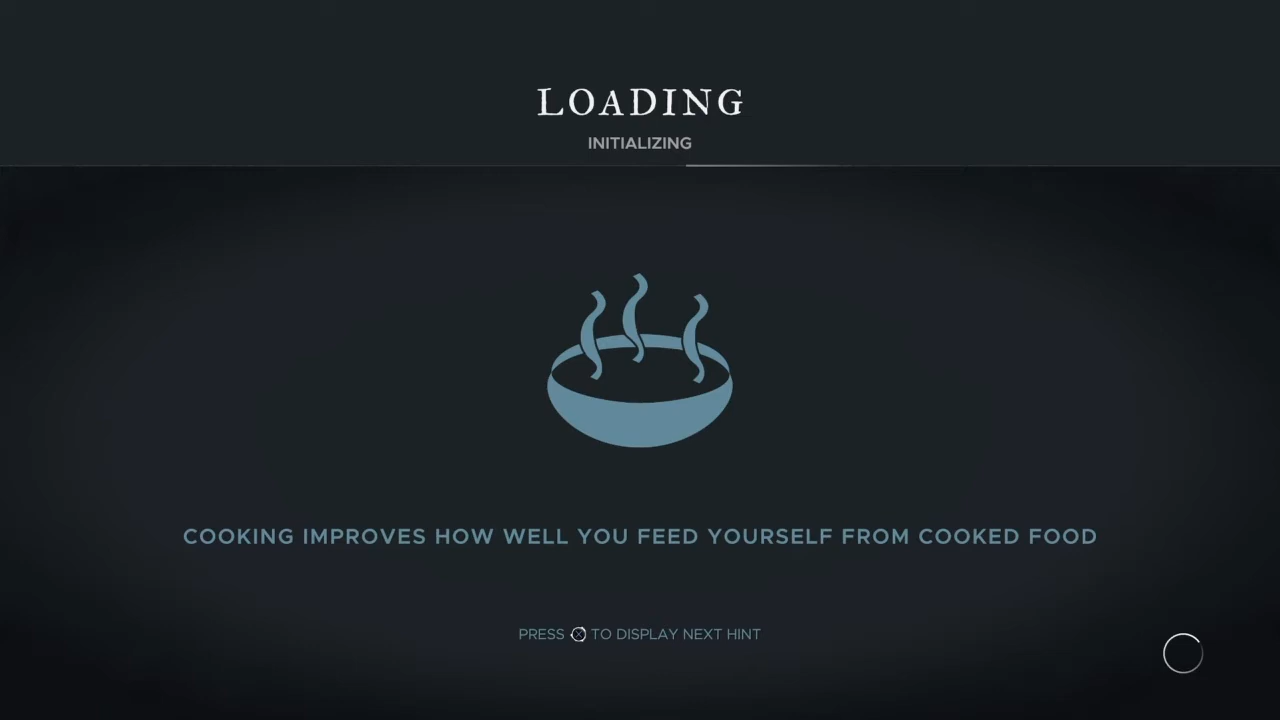 LOADING
INITIALIZING
COOKING IMPROVES HOW WELL YOU FEED YOURSELF FROM COOKED FOOD
PRESS ⓧ TO DISPLAY NEXT HINT